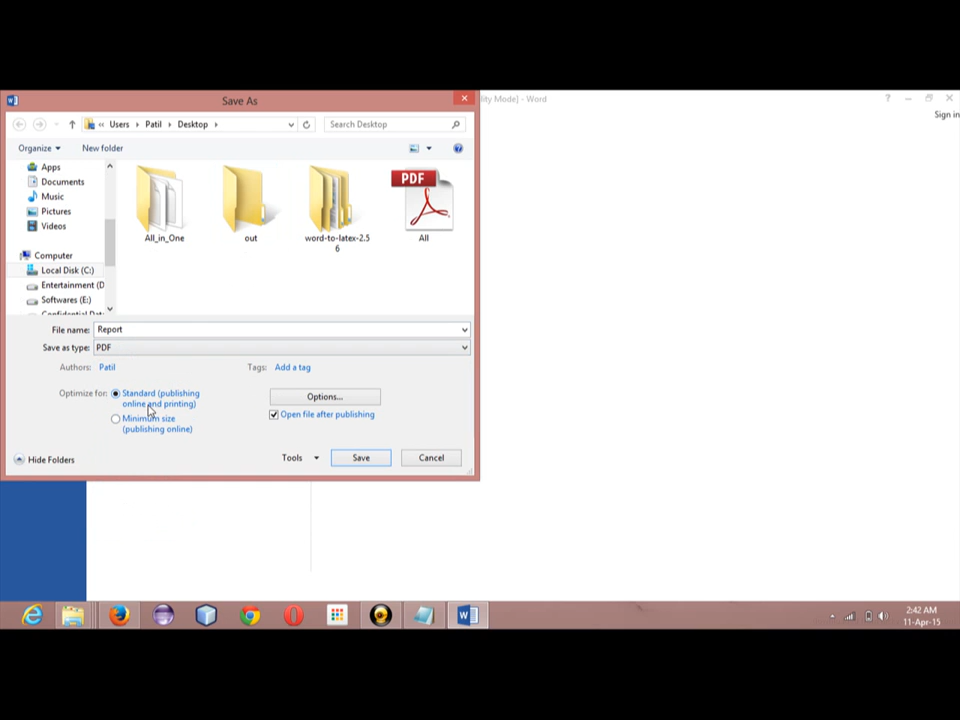 Save As
ity Mode] - Word
Sign in
Users
Patil
Desktop
Search Desktop
Organize
New folder
Apps
Documents
Music
Pictures
Videos
Computer
Local Disk (C:)
Entertainment (D
Softwares (E:)
All_in_One
out
word-to-latex-2.5
6
PDF
All
File name:
Report
Save as type:
PDF
Authors:
Patil
Tags:
Add a tag
Optimize for:
Standard (publishing
online and printing)
Minimum size
(publishing online)
Options...
Open file after publishing
Hide Folders
Tools
Save
Cancel
2:42 AM
11-Apr-15